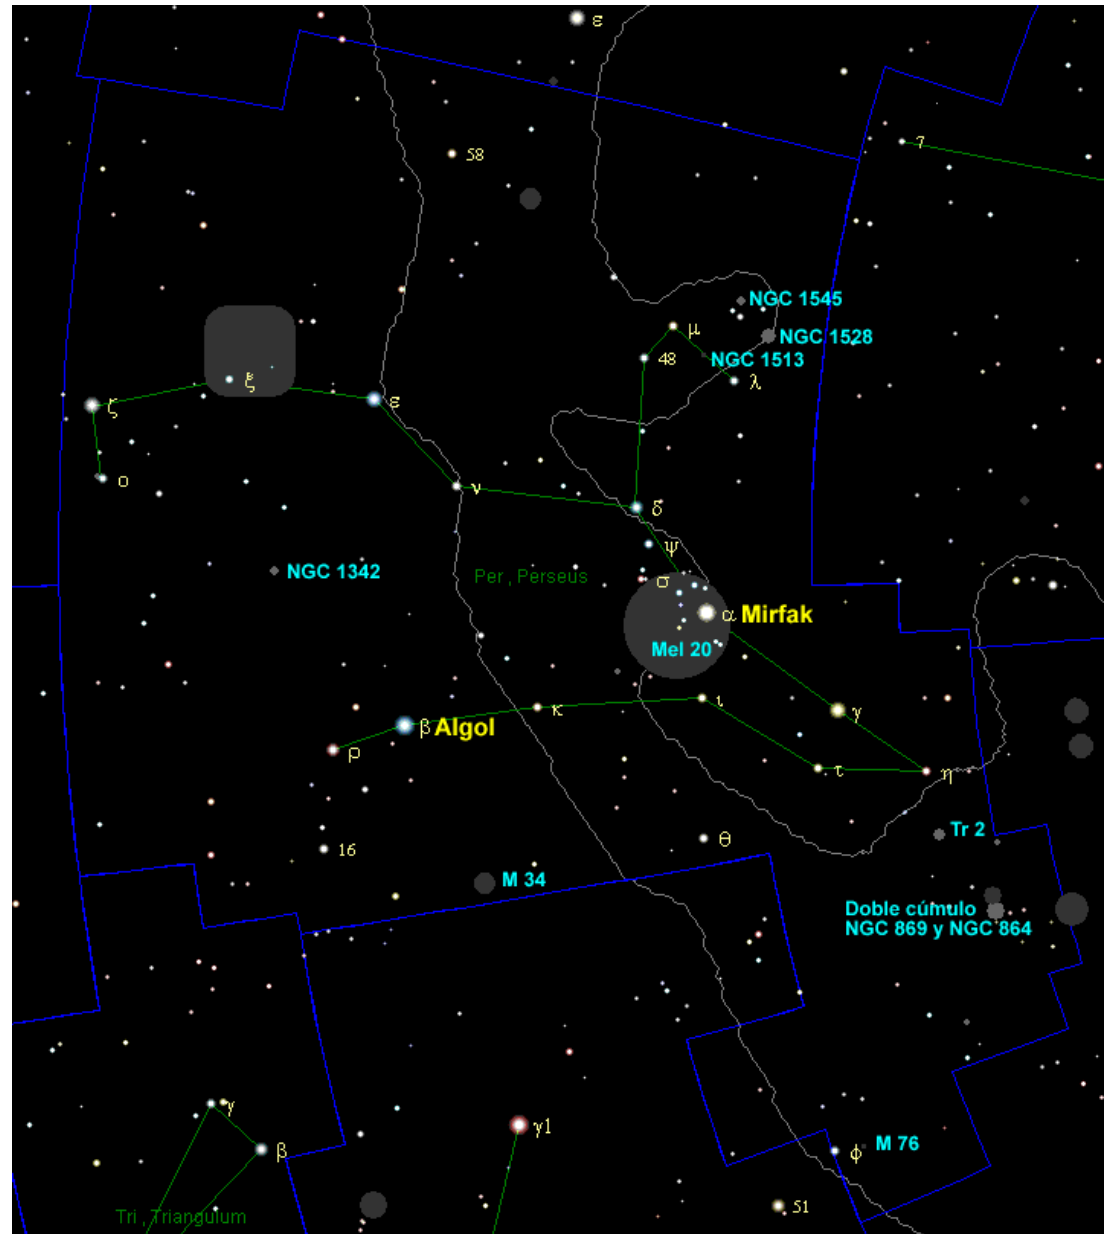 ε
7
58
NGC 1545
μ
NGC 1528
48
NGC 1513
λ
ξ
ζ
ε
ο
ν
δ
ψ
NGC 1342
Per , Perseus
σ
α Mirfak
Mel 20
ι
κ
γ
β Algol
ρ
τ
η
Tr 2
θ
16
M 34
Doble cúmulo
NGC 869 y NGC 864
γ
γ1
β
φ
M 76
51
Tri , Triangulum